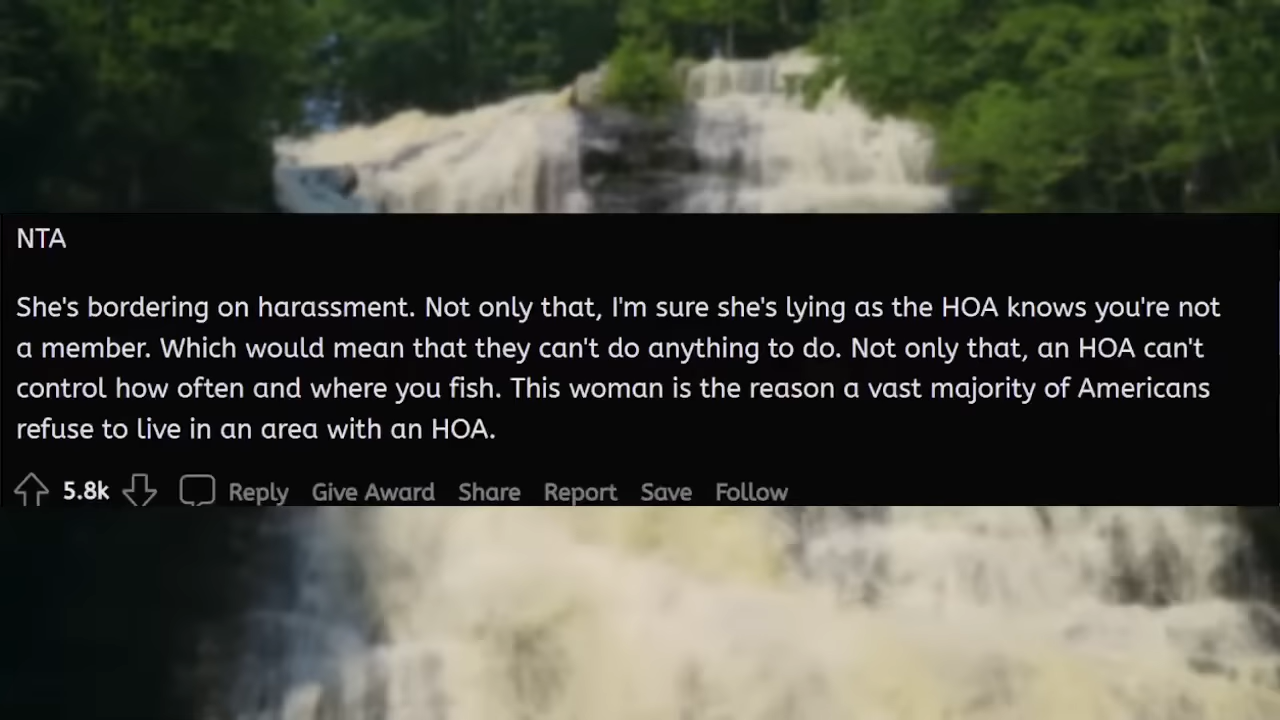 NTA
She's bordering on harassment. Not only that, I'm sure she's lying as the HOA knows you're not
a member. Which would mean that they can't do anything to do. Not only that, an HOA can't
control how often and where you fish. This woman is the reason a vast majority of Americans
refuse to live in an area with an HOA.
5.8k Reply Give Award Share Report Save Follow